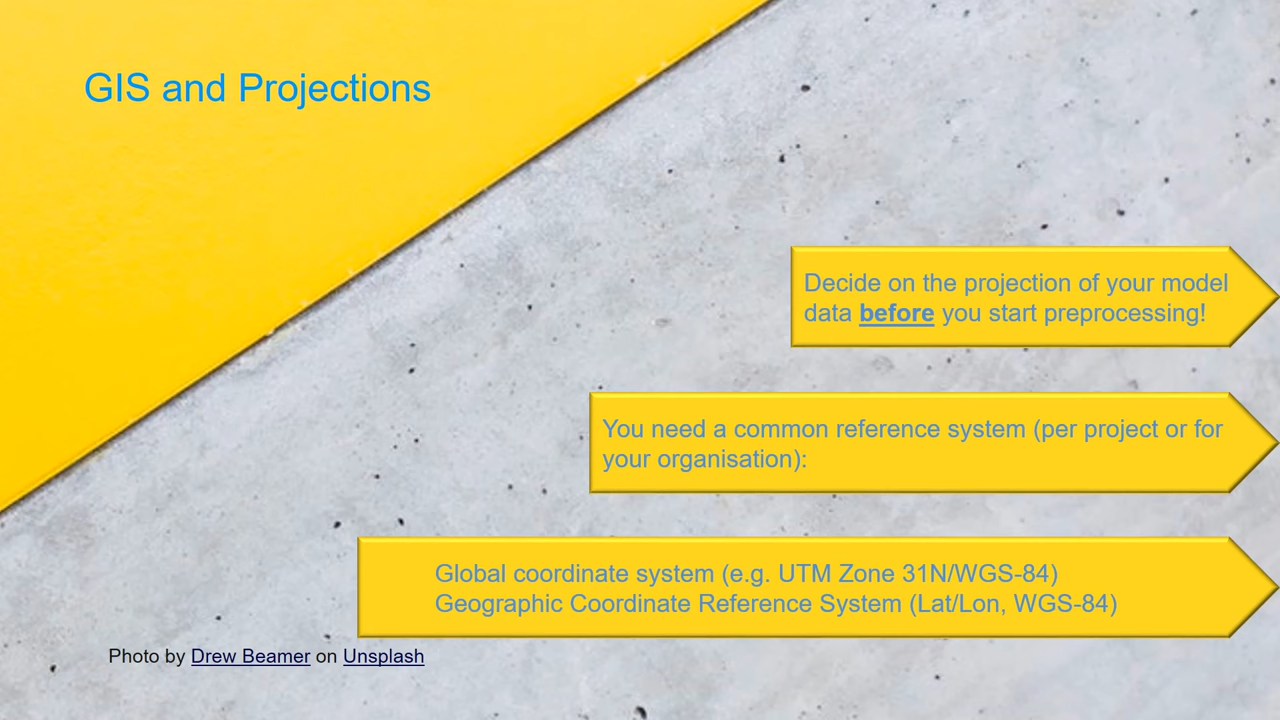 GIS and Projections
Decide on the projection of your model
data before you start preprocessing!
You need a common reference system (per project or for
your organisation):
Global coordinate system (e.g. UTM Zone 31N/WGS-84)
Geographic Coordinate Reference System (Lat/Lon, WGS-84)
Photo by Drew Beamer on Unsplash